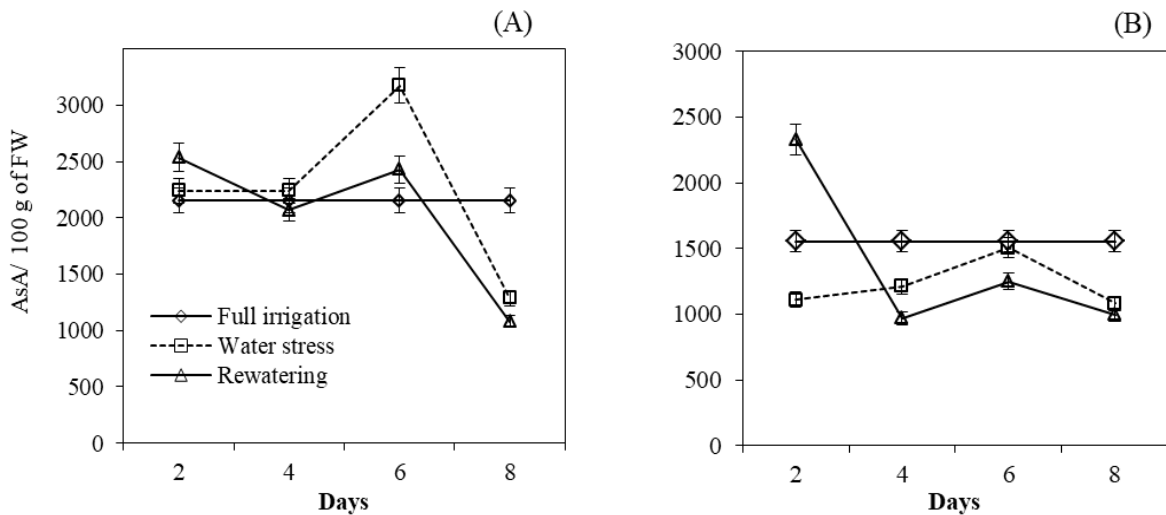 (A)
AsA/ 100 g of FW
3000
2500
2000
1500
1000
500
0
Full irrigation
Water stress
Rewatering
2 4 6 8
Days
(B)
3000
2500
2000
1500
1000
500
0
2 4 6 8
Days